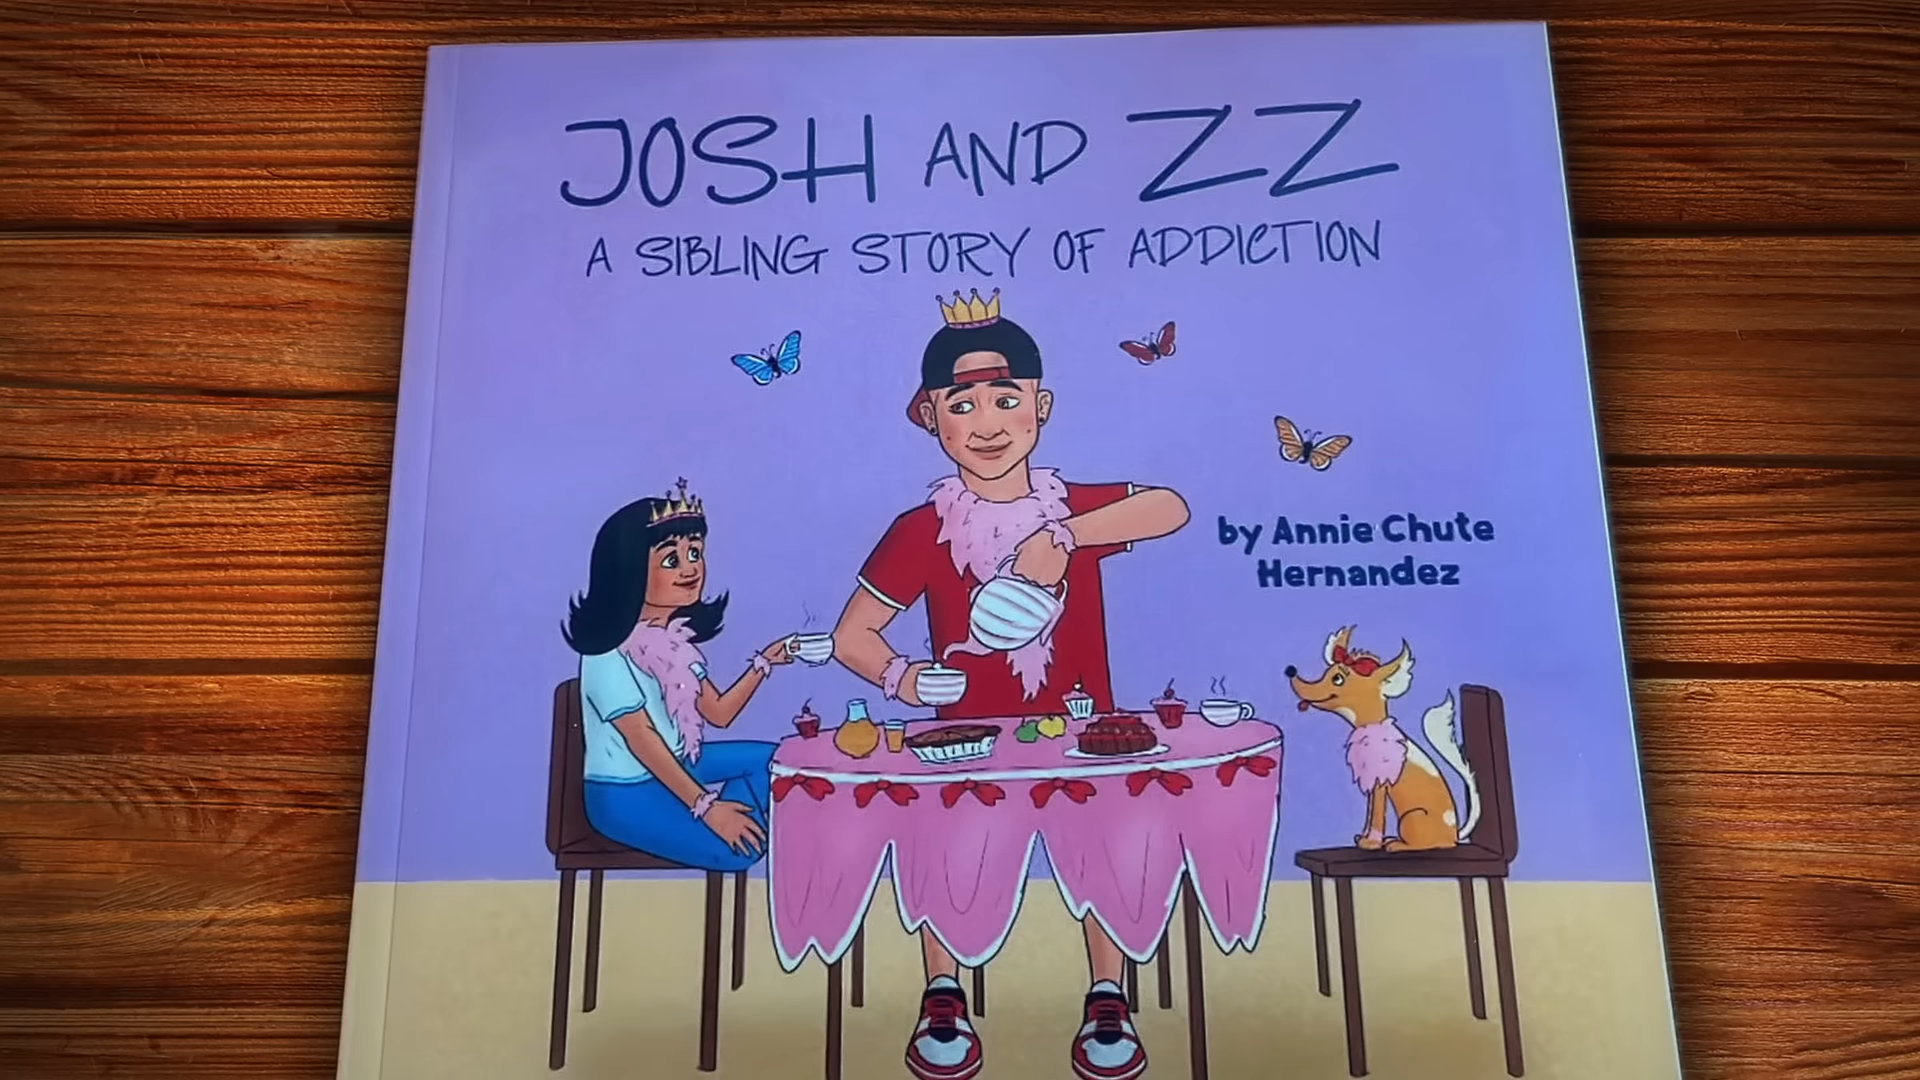 JOSH AND ZZ
A SIBLING STORY OF ADDICTION
by Annie Chute
Hernandez